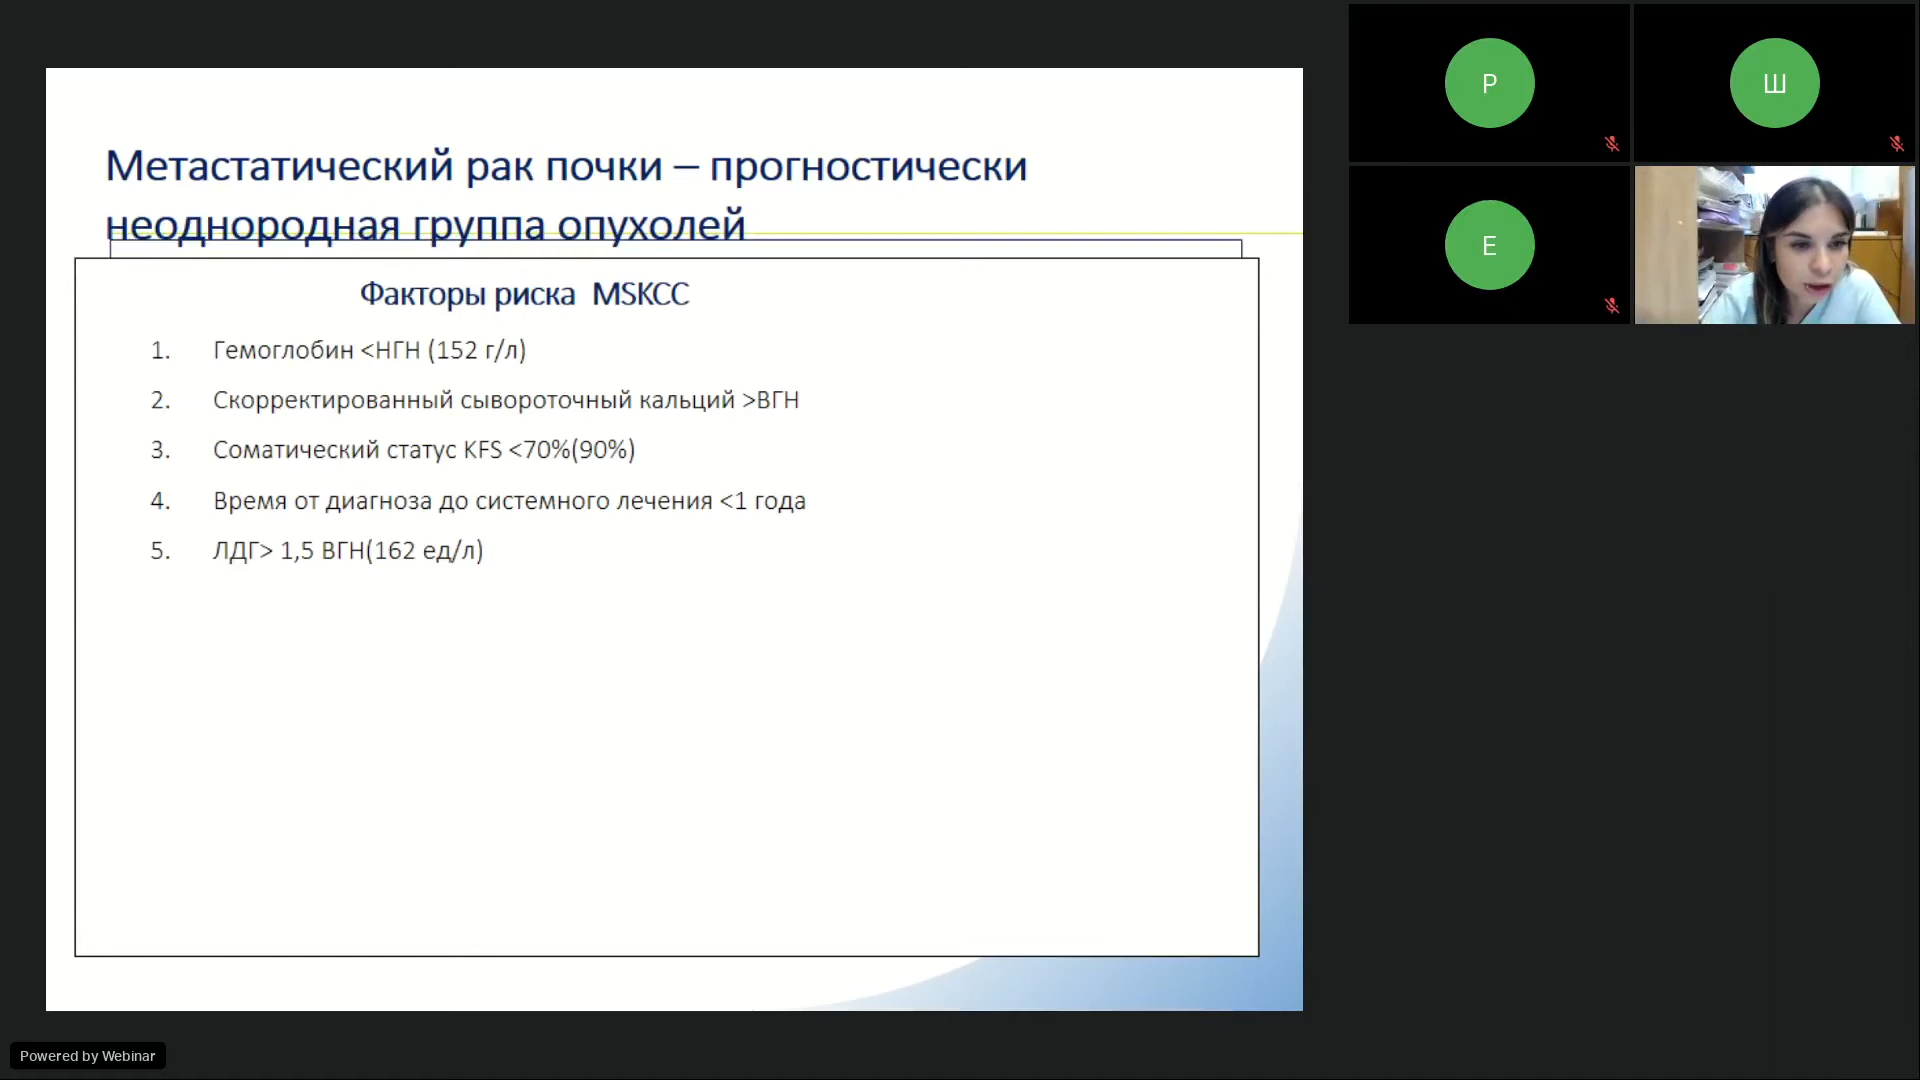 Метастатический рак почки – прогностически
неоднородная группа опухолей
Факторы риска MSKCC
1. Гемоглобин <НГН (152 г/л)
2. Скорректированный сывороточный кальций >ВГН
3. Соматический статус KFS <70%(90%)
4. Время от диагноза до системного лечения <1 года
5. ЛДГ> 1,5 ВГН(162 ед/л)
Р
Ш
Е
Powered by Webinar